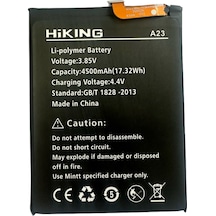 HiKING A23
Li-polymer Battery
Voltage:3.85V
Capacity:4500mAh(17.32Wh)
Charging Voltage:4.4V
Standard:GB/T 1828 -2013
Made in China
Caution:
Do not attempt to disassemble.
Do not short circuit.
May explode if damaged or disposed
of in fire.
Use Mintt specified charger only.